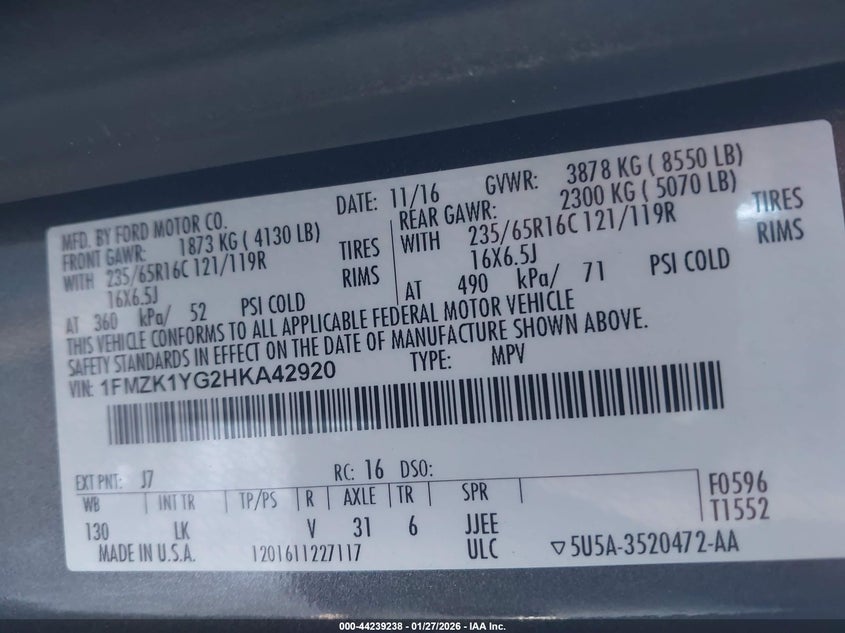 MFD. BY FORD MOTOR CO. DATE: 11/16 GVWR: 3878 KG ( 8550 LB)
FRONT GAWR: 1873 KG ( 4130 LB) REAR GAWR: 2300 KG ( 5070 LB)
WITH 235/65R16C 121/119R TIRES WITH 235/65R16C 121/119R TIRES
16X6.5J RIMS 16X6.5J RIMS
AT 360 kPa/ 52 PSI COLD AT 490 kPa/ 71 PSI COLD
THIS VEHICLE CONFORMS TO ALL APPLICABLE FEDERAL MOTOR VEHICLE
SAFETY STANDARDS IN EFFECT ON THE DATE OF MANUFACTURE SHOWN ABOVE.
VIN: 1FMZK1YG2HKA42920 TYPE: MPV
EXT PNT: J7 RC: 16 DSO:
WB INT TR TP/PS R AXLE TR SPR F0596
130 LK V 31 6 JJEE T1552
MADE IN U.S.A. 1201611227117 ULC ▽5U5A-3520472-AA
000-44239238 - 01/27/2026 - IAA Inc.